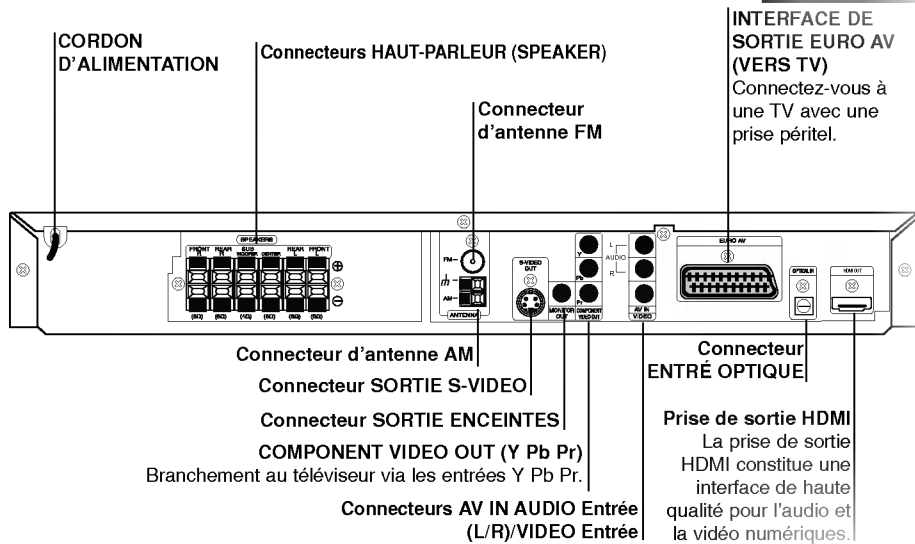 CORDON
D'ALIMENTATION
Connecteurs HAUT-PARLEUR (SPEAKER)
Connecteur
d'antenne FM
INTERFACE DE
SORTIE EURO AV
(VERS TV)
Connectez-vous à
une TV avec une
prise péritel.
SPEAKERS
FRONT R
REAR R
SUB WOOFER
CENTER
REAR L
FRONT L
FM
AM
ANTENNA
S-VIDEO
OUT
MONITOR
OUT
Y
Pb
Pr
COMPONENT
VIDEO OUT
L
AUDIO
R
AV IN
VIDEO
EURO AV
OPTICAL IN
HDMI OUT
Connecteur d'antenne AM
Connecteur SORTIE S-VIDEO
Connecteur SORTIE ENCEINTES
COMPONENT VIDEO OUT (Y Pb Pr)
Branchement au téléviseur via les entrées Y Pb Pr.
Connecteurs AV IN AUDIO Entrée
(L/R)/VIDEO Entrée
Connecteur
ENTRÉ OPTIQUE
Prise de sortie HDMI
La prise de sortie
HDMI constitue une
interface de haute
qualité pour l'audio et
la vidéo numériques.